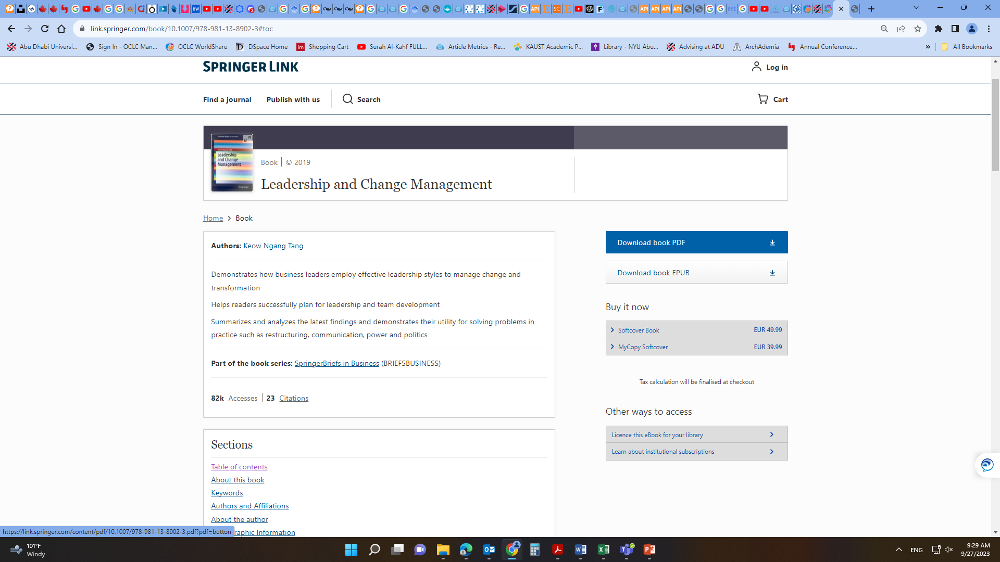 link.springer.com/book/10.1007/978-981-13-8902-3#toc
Abu Dhabi Universi...
Sign In - OCLC Man...
OCLC WorldShare
DSpace Home
Shopping Cart
Surah Al-Kahf FULL...
Article Metrics - Re...
KAUST Academic P...
Library - NYU Abu...
Advising at ADU
ArchAdemia
Annual Conference...
»
All Bookmarks
SPRINGER LINK
Log in
Find a journal
Publish with us
Search
Cart
Leadership
and Change
Management
Book
© 2019
Leadership and Change Management
Home
Book
Authors: Keow Ngang Tang
Demonstrates how business leaders employ effective leadership styles to manage change and
transformation
Helps readers successfully plan for leadership and team development
Summarizes and analyzes the latest findings and demonstrates their utility for solving problems in
practice such as restructuring, communication, power and politics
Part of the book series: SpringerBriefs in Business (BRIEFSBUSINESS)
82k Accesses
23 Citations
Download book PDF
Download book EPUB
Buy it now
Softcover Book EUR 49.99
MyCopy Softcover EUR 39.99
Tax calculation will be finalised at checkout
Other ways to access
Licence this eBook for your library
Learn about institutional subscriptions
Sections
Table of contents
About this book
Keywords
Authors and Affiliations
About the author
raphic Information
https://link.springer.com/content/pdf/10.1007/978-981-13-8902-3.pdf?pdf=button
101°F
Windy
ENG
9:29 AM
9/27/2023